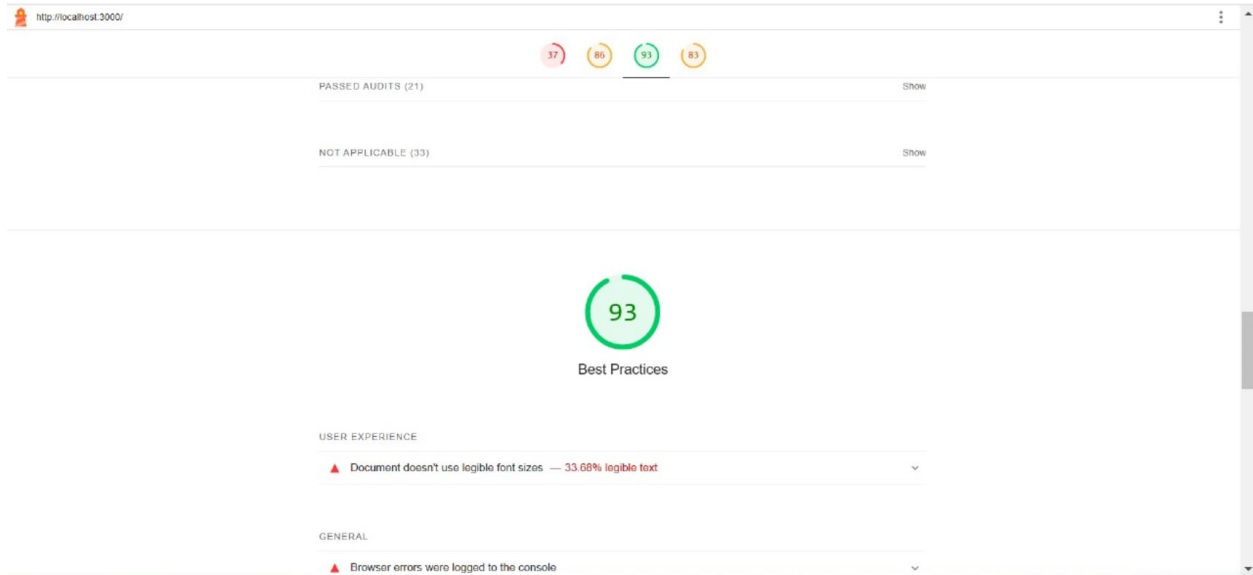 http://localhost:3000/
37 86 93 83
PASSED AUDITS (21) Show
NOT APPLICABLE (33) Show
93
Best Practices
USER EXPERIENCE
Document doesn't use legible font sizes — 33.68% legible text
GENERAL
Browser errors were logged to the console